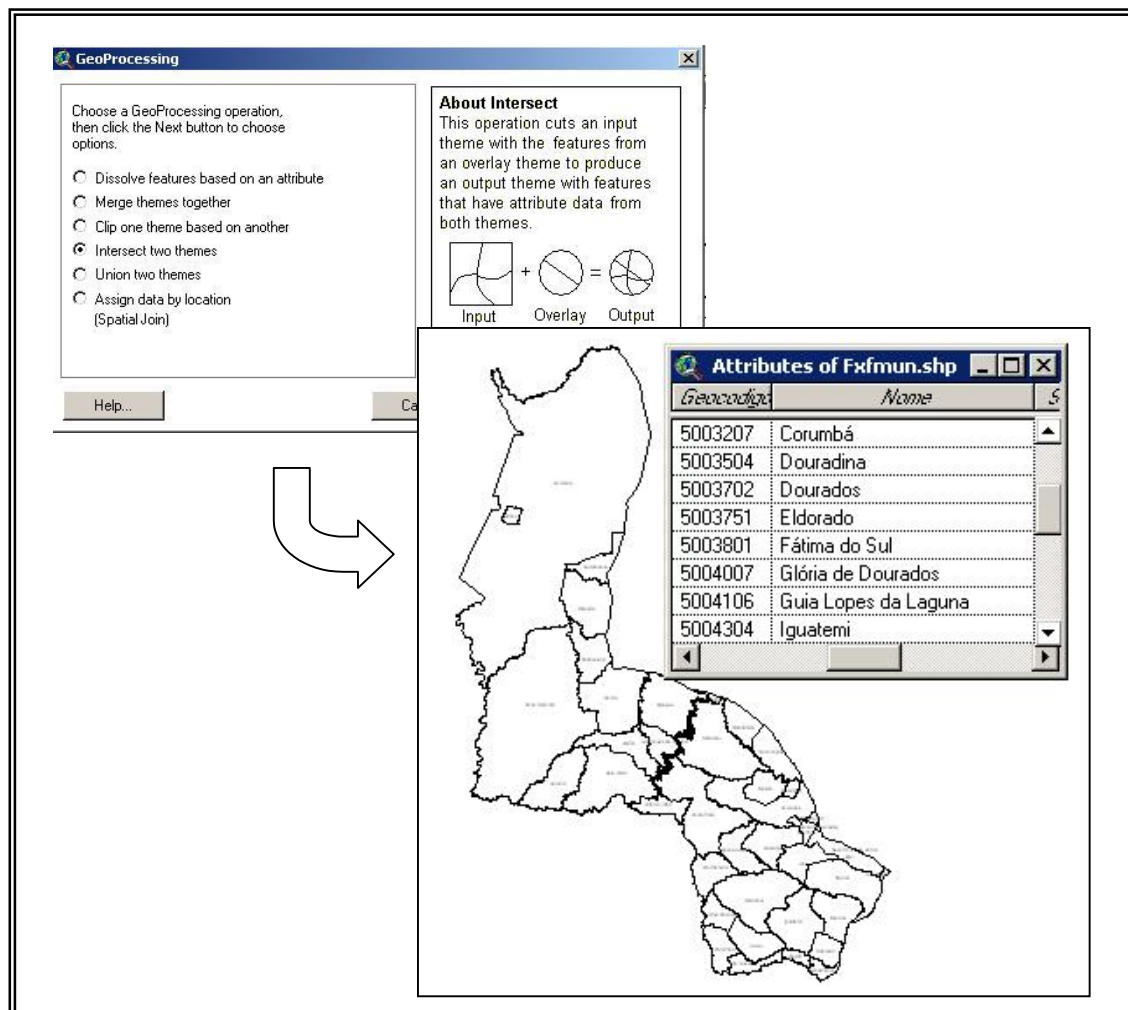 GeoProcessing
Choose a GeoProcessing operation,
then click the Next button to choose
options.
Dissolve features based on an attribute
Merge themes together
Clip one theme based on another
Intersect two themes
Union two themes
Assign data by location
(Spatial Join)
Help...
Ca
About Intersect
This operation cuts an input
theme with the features from
an overlay theme to produce
an output theme with features
that have attribute data from
both themes.
+ =
Input Overlay Output
Attributes of Fxfmun.shp
Geocodigo Nome S
5003207 Corumbá
5003504 Douradina
5003702 Dourados
5003751 Eldorado
5003801 Fátima do Sul
5004007 Glória de Dourados
5004106 Guia Lopes da Laguna
5004304 Iguatemi